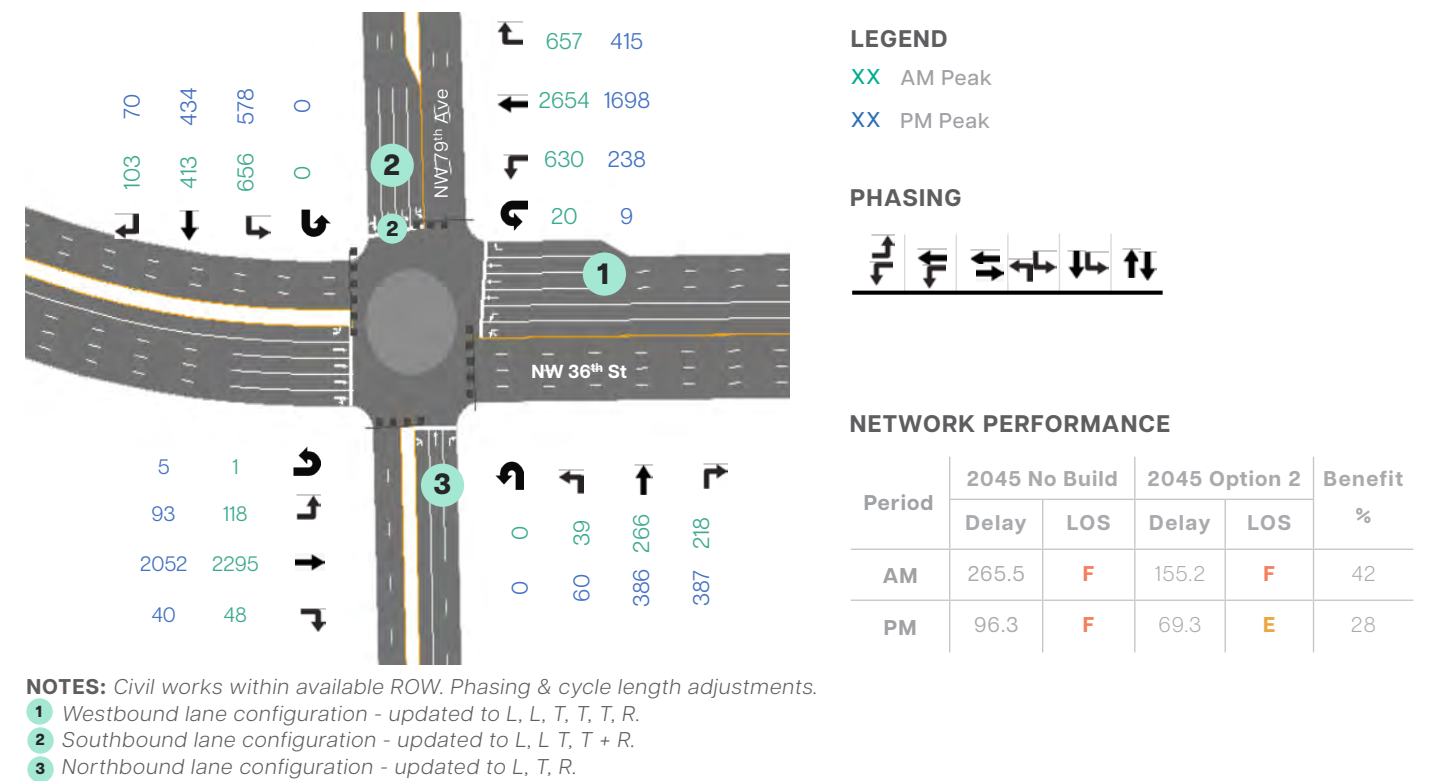 657 415
2654 1698
630 238
20 9
70 434 578 0
103 413 656 0
NW 79th Ave
2
2
1
NW 36th St
3
5 1
93 118
2052 2295
40 48
0 39 266 218
0 60 386 387
LEGEND
XX AM Peak
XX PM Peak
PHASING
NETWORK PERFORMANCE
Period 2045 No Build 2045 Option 2 Benefit %
Delay LOS Delay LOS
AM 265.5 F 155.2 F 42
PM 96.3 F 69.3 E 28
NOTES: Civil works within available ROW. Phasing & cycle length adjustments.
1 Westbound lane configuration - updated to L, L, T, T, T, R.
2 Southbound lane configuration - updated to L, L T, T + R.
3 Northbound lane configuration - updated to L, T, R.